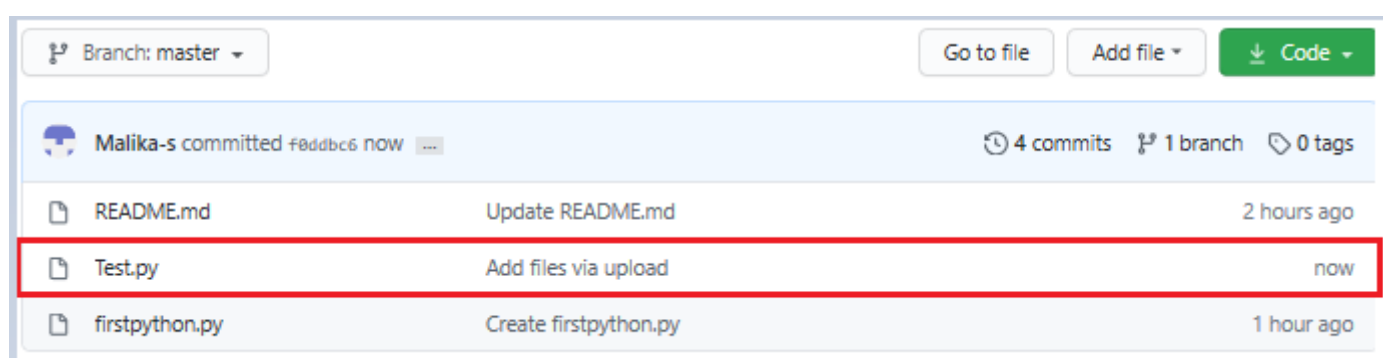 Branch: master Go to file Add file Code
Malika-s committed f0ddbc6 now ... 4 commits 1 branch 0 tags
README.md Update README.md 2 hours ago
Test.py Add files via upload now
firstpython.py Create firstpython.py 1 hour ago